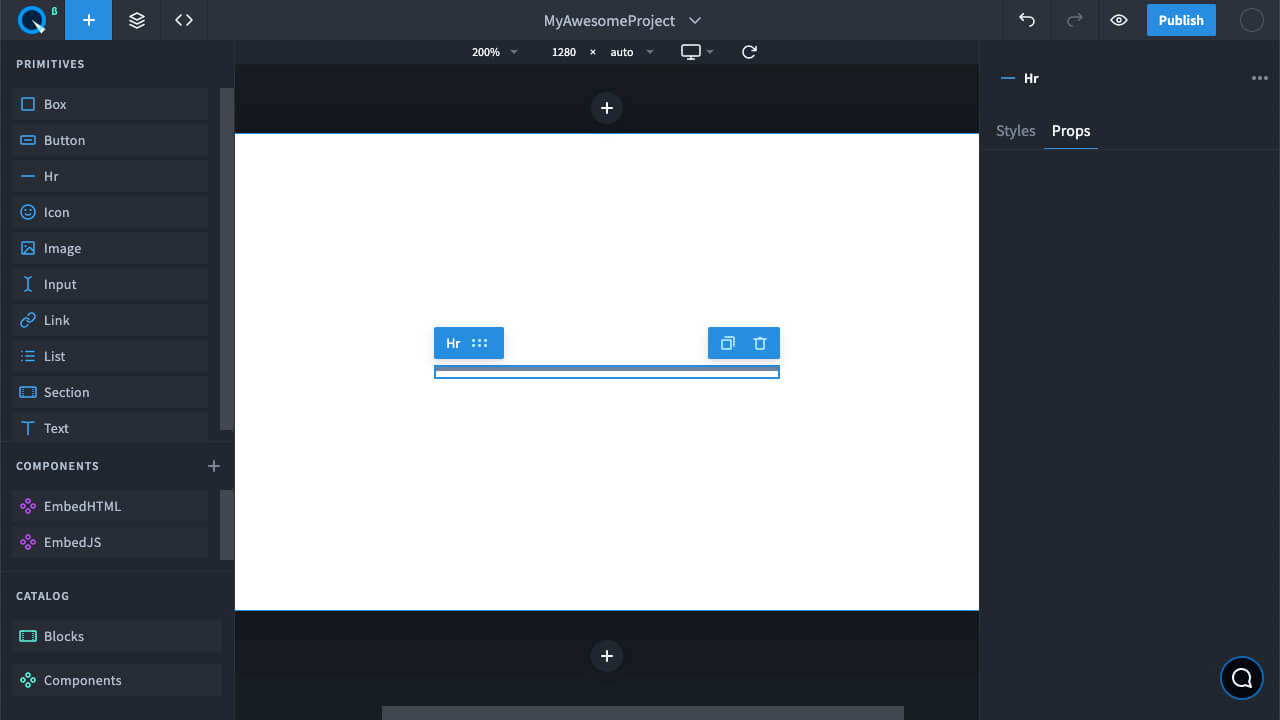 β
MyAwesomeProject
Publish
PRIMITIVES
Box
Button
Hr
Icon
Image
Input
Link
List
Section
Text
COMPONENTS
EmbedHTML
EmbedJS
CATALOG
Blocks
Components
200% 1280 × auto
Hr
Hr
Styles Props